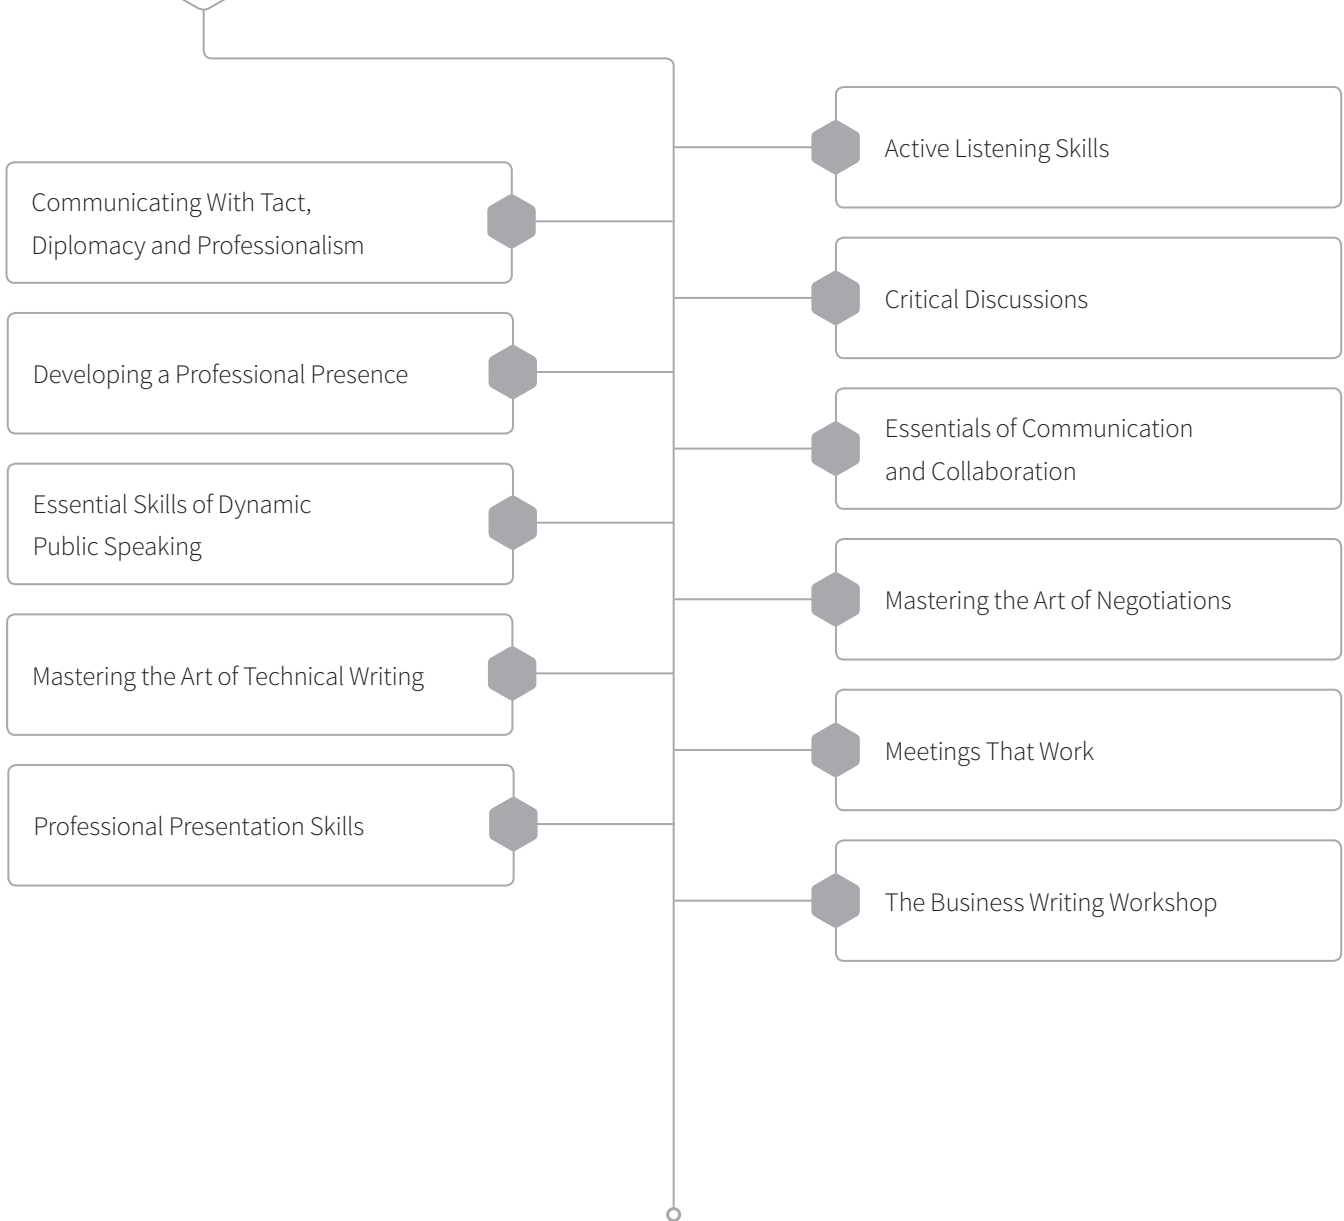 Active Listening Skills
Communicating With Tact,
Diplomacy and Professionalism
Critical Discussions
Developing a Professional Presence
Essentials of Communication
and Collaboration
Essential Skills of Dynamic
Public Speaking
Mastering the Art of Negotiations
Mastering the Art of Technical Writing
Meetings That Work
Professional Presentation Skills
The Business Writing Workshop